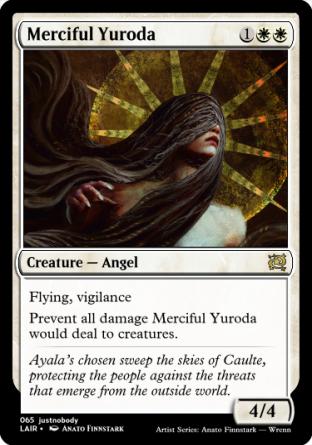 Merciful Yuroda 1
Creature — Angel
Flying, vigilance
Prevent all damage Merciful Yuroda
would deal to creatures.
Ayala's chosen sweep the skies of Caulte,
protecting the people against the threats
that emerge from the outside world.
4/4
065 justnobody
LAIR • Anato Finnstark
Artist Series: Anato Finnstark — Wrenn